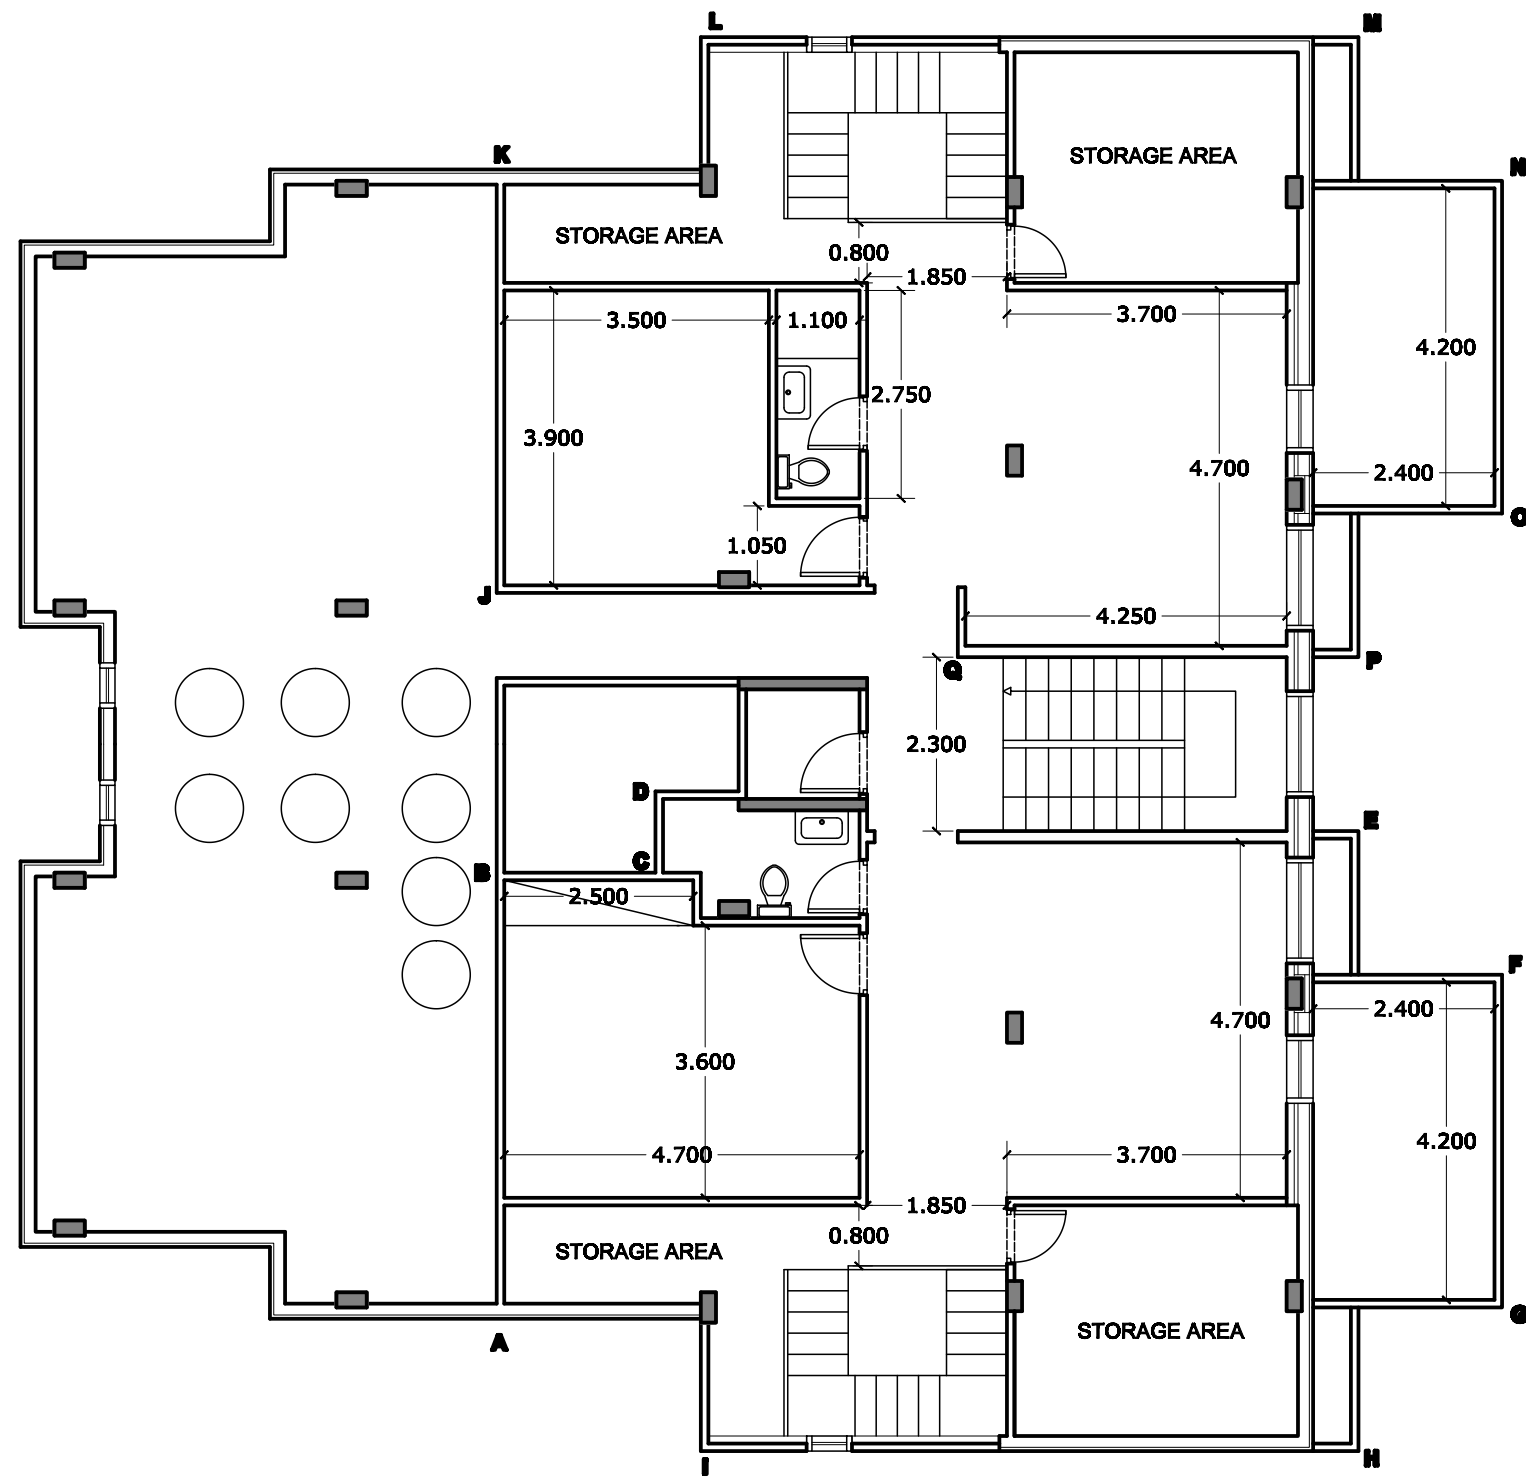 L
M
K
N
STORAGE AREA
STORAGE AREA
0.800
1.850
3.700
3.500
1.100
4.200
2.750
3.900
4.700
2.400
O
1.050
J
4.250
Q
P
2.300
D
E
C
B
2.500
F
2.400
4.700
3.600
4.200
4.700
3.700
1.850
0.800
STORAGE AREA
STORAGE AREA
G
A
H
I